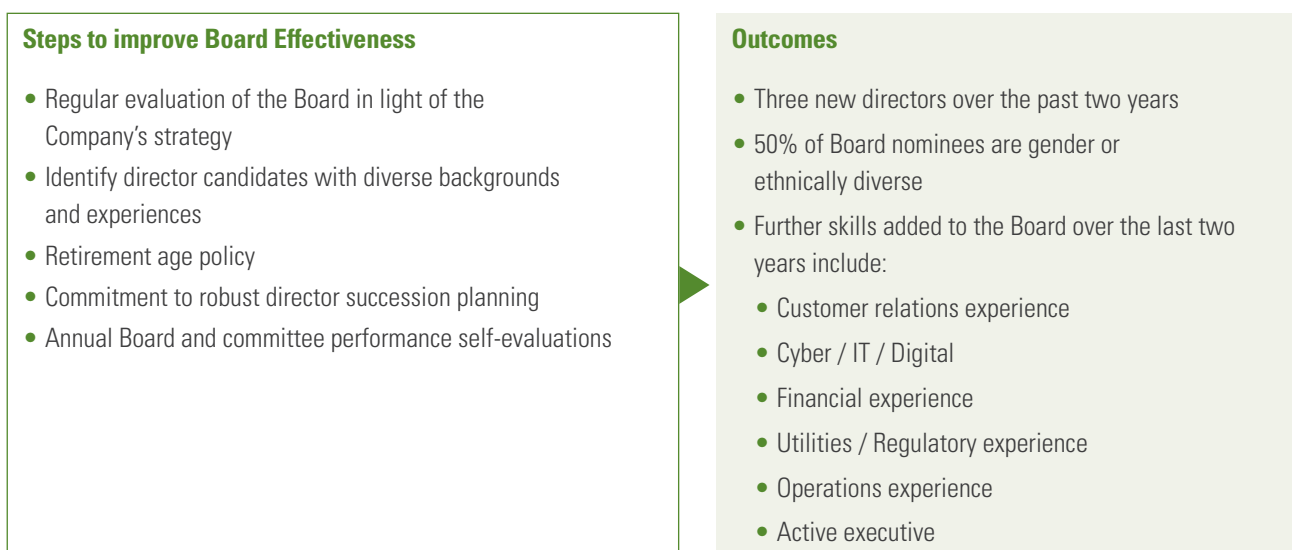 Steps to improve Board Effectiveness
• Regular evaluation of the Board in light of the
Company's strategy
• Identify director candidates with diverse backgrounds
and experiences
• Retirement age policy
• Commitment to robust director succession planning
• Annual Board and committee performance self-evaluations
Outcomes
• Three new directors over the past two years
• 50% of Board nominees are gender or
ethnically diverse
• Further skills added to the Board over the last two
years include:
• Customer relations experience
• Cyber / IT / Digital
• Financial experience
• Utilities / Regulatory experience
• Operations experience
• Active executive